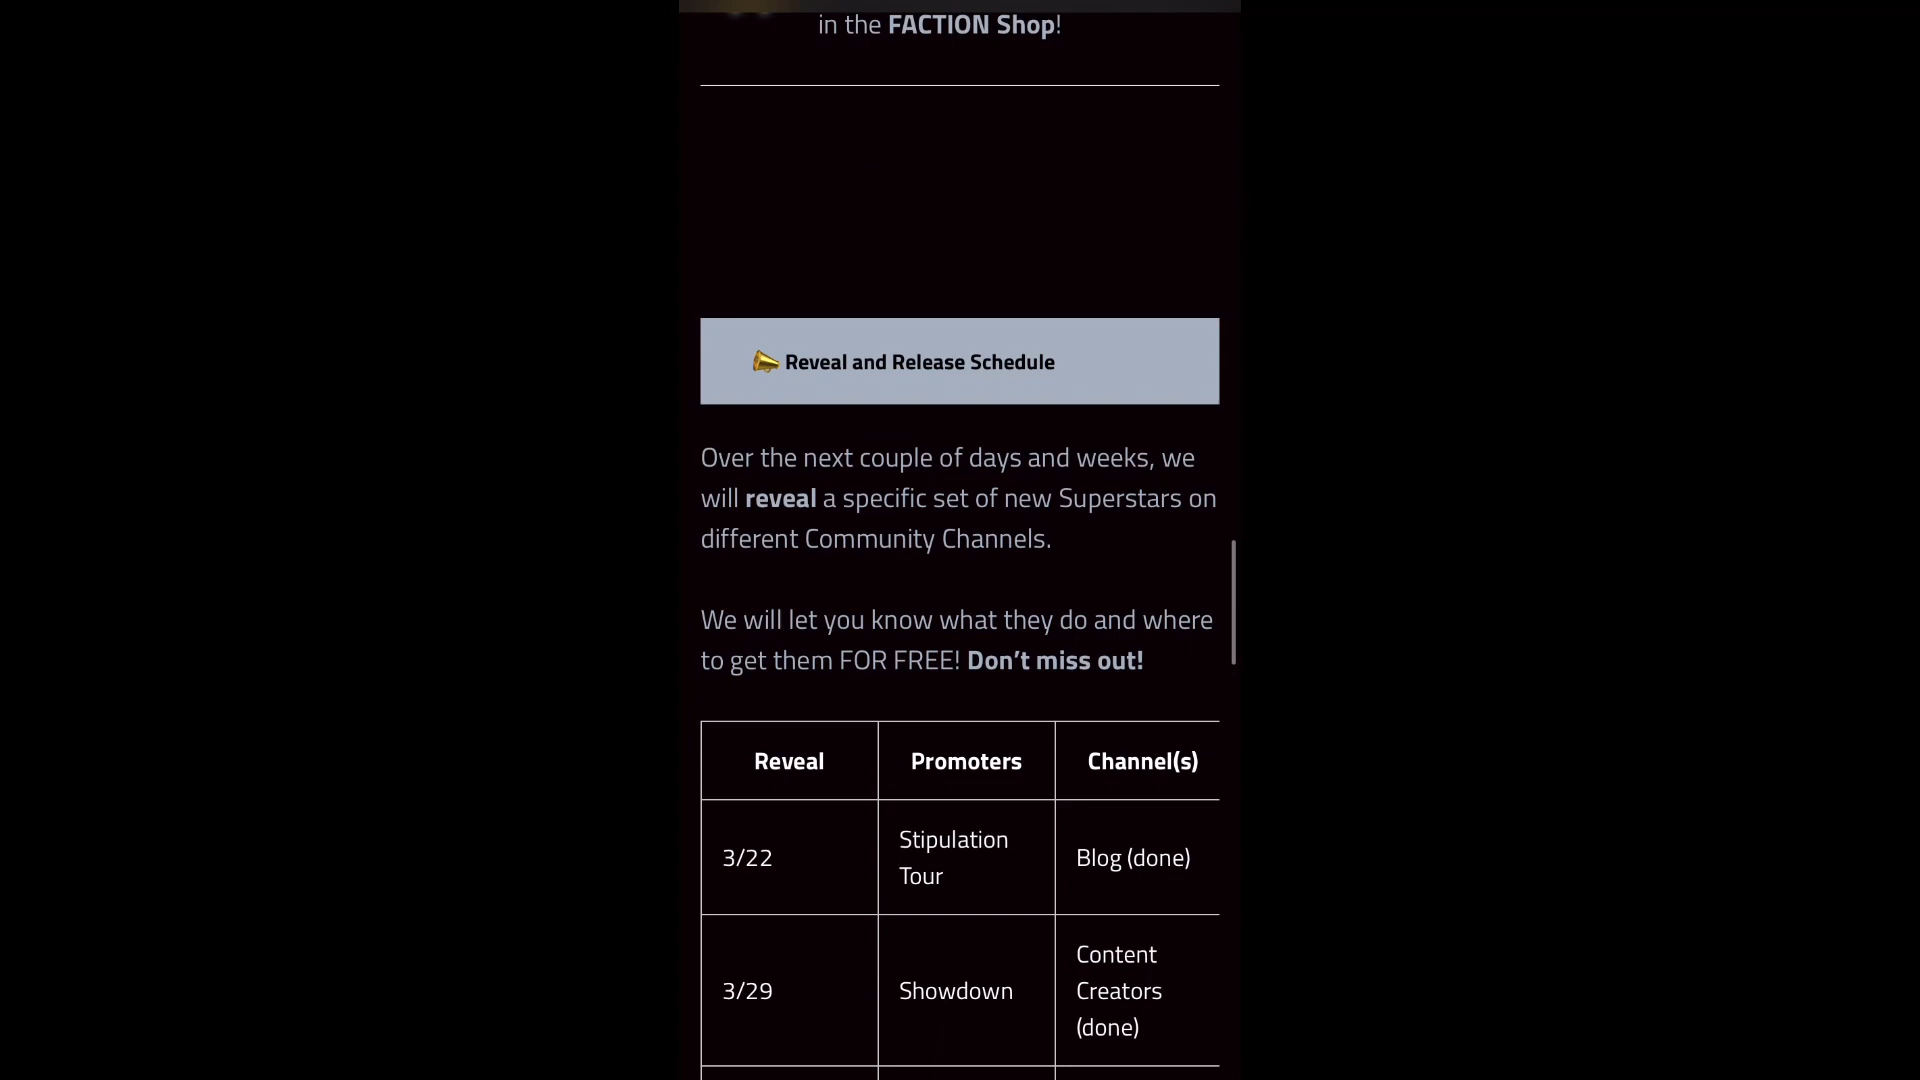 in the FACTION Shop!
Reveal and Release Schedule
Over the next couple of days and weeks, we
will reveal a specific set of new Superstars on
different Community Channels.
We will let you know what they do and where
to get them FOR FREE! Don’t miss out!
Reveal
Promoters
Channel(s)
3/22
Stipulation
Tour
Blog (done)
3/29
Showdown
Content
Creators
(done)